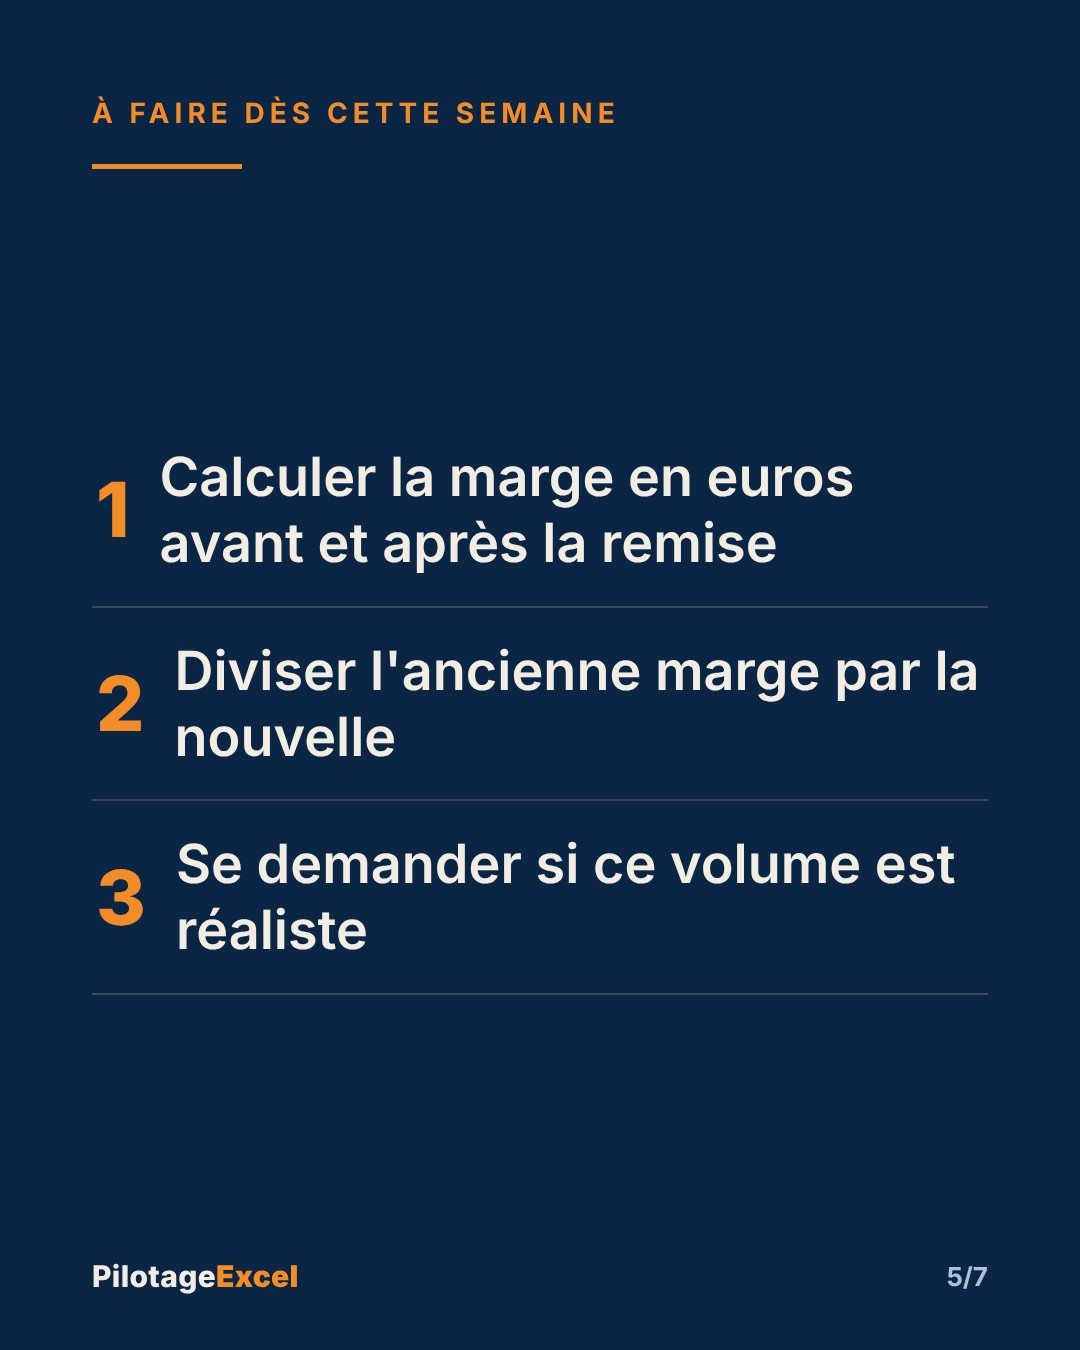 À FAIRE DÈS CETTE SEMAINE
1 Calculer la marge en euros
avant et après la remise
2 Diviser l'ancienne marge par la
nouvelle
3 Se demander si ce volume est
réaliste
PilotageExcel
5/7